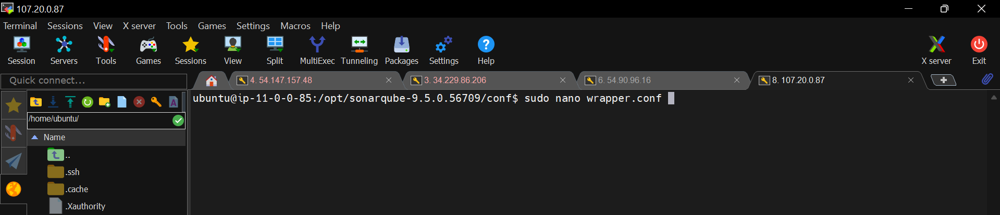 107.20.0.87
Terminal Sessions View X server Tools Games Settings Macros Help
Session Servers Tools Games Sessions View Split MultiExec Tunneling Packages Settings Help X server Exit
Quick connect... 4. 54.147.157.48 3. 34.229.86.206 6. 54.90.96.16 8. 107.20.0.87
ubuntu@ip-11-0-0-85:/opt/sonarqube-9.5.0.56709/conf$ sudo nano wrapper.conf
/home/ubuntu/
Name
..
.ssh
.cache
.Xauthority